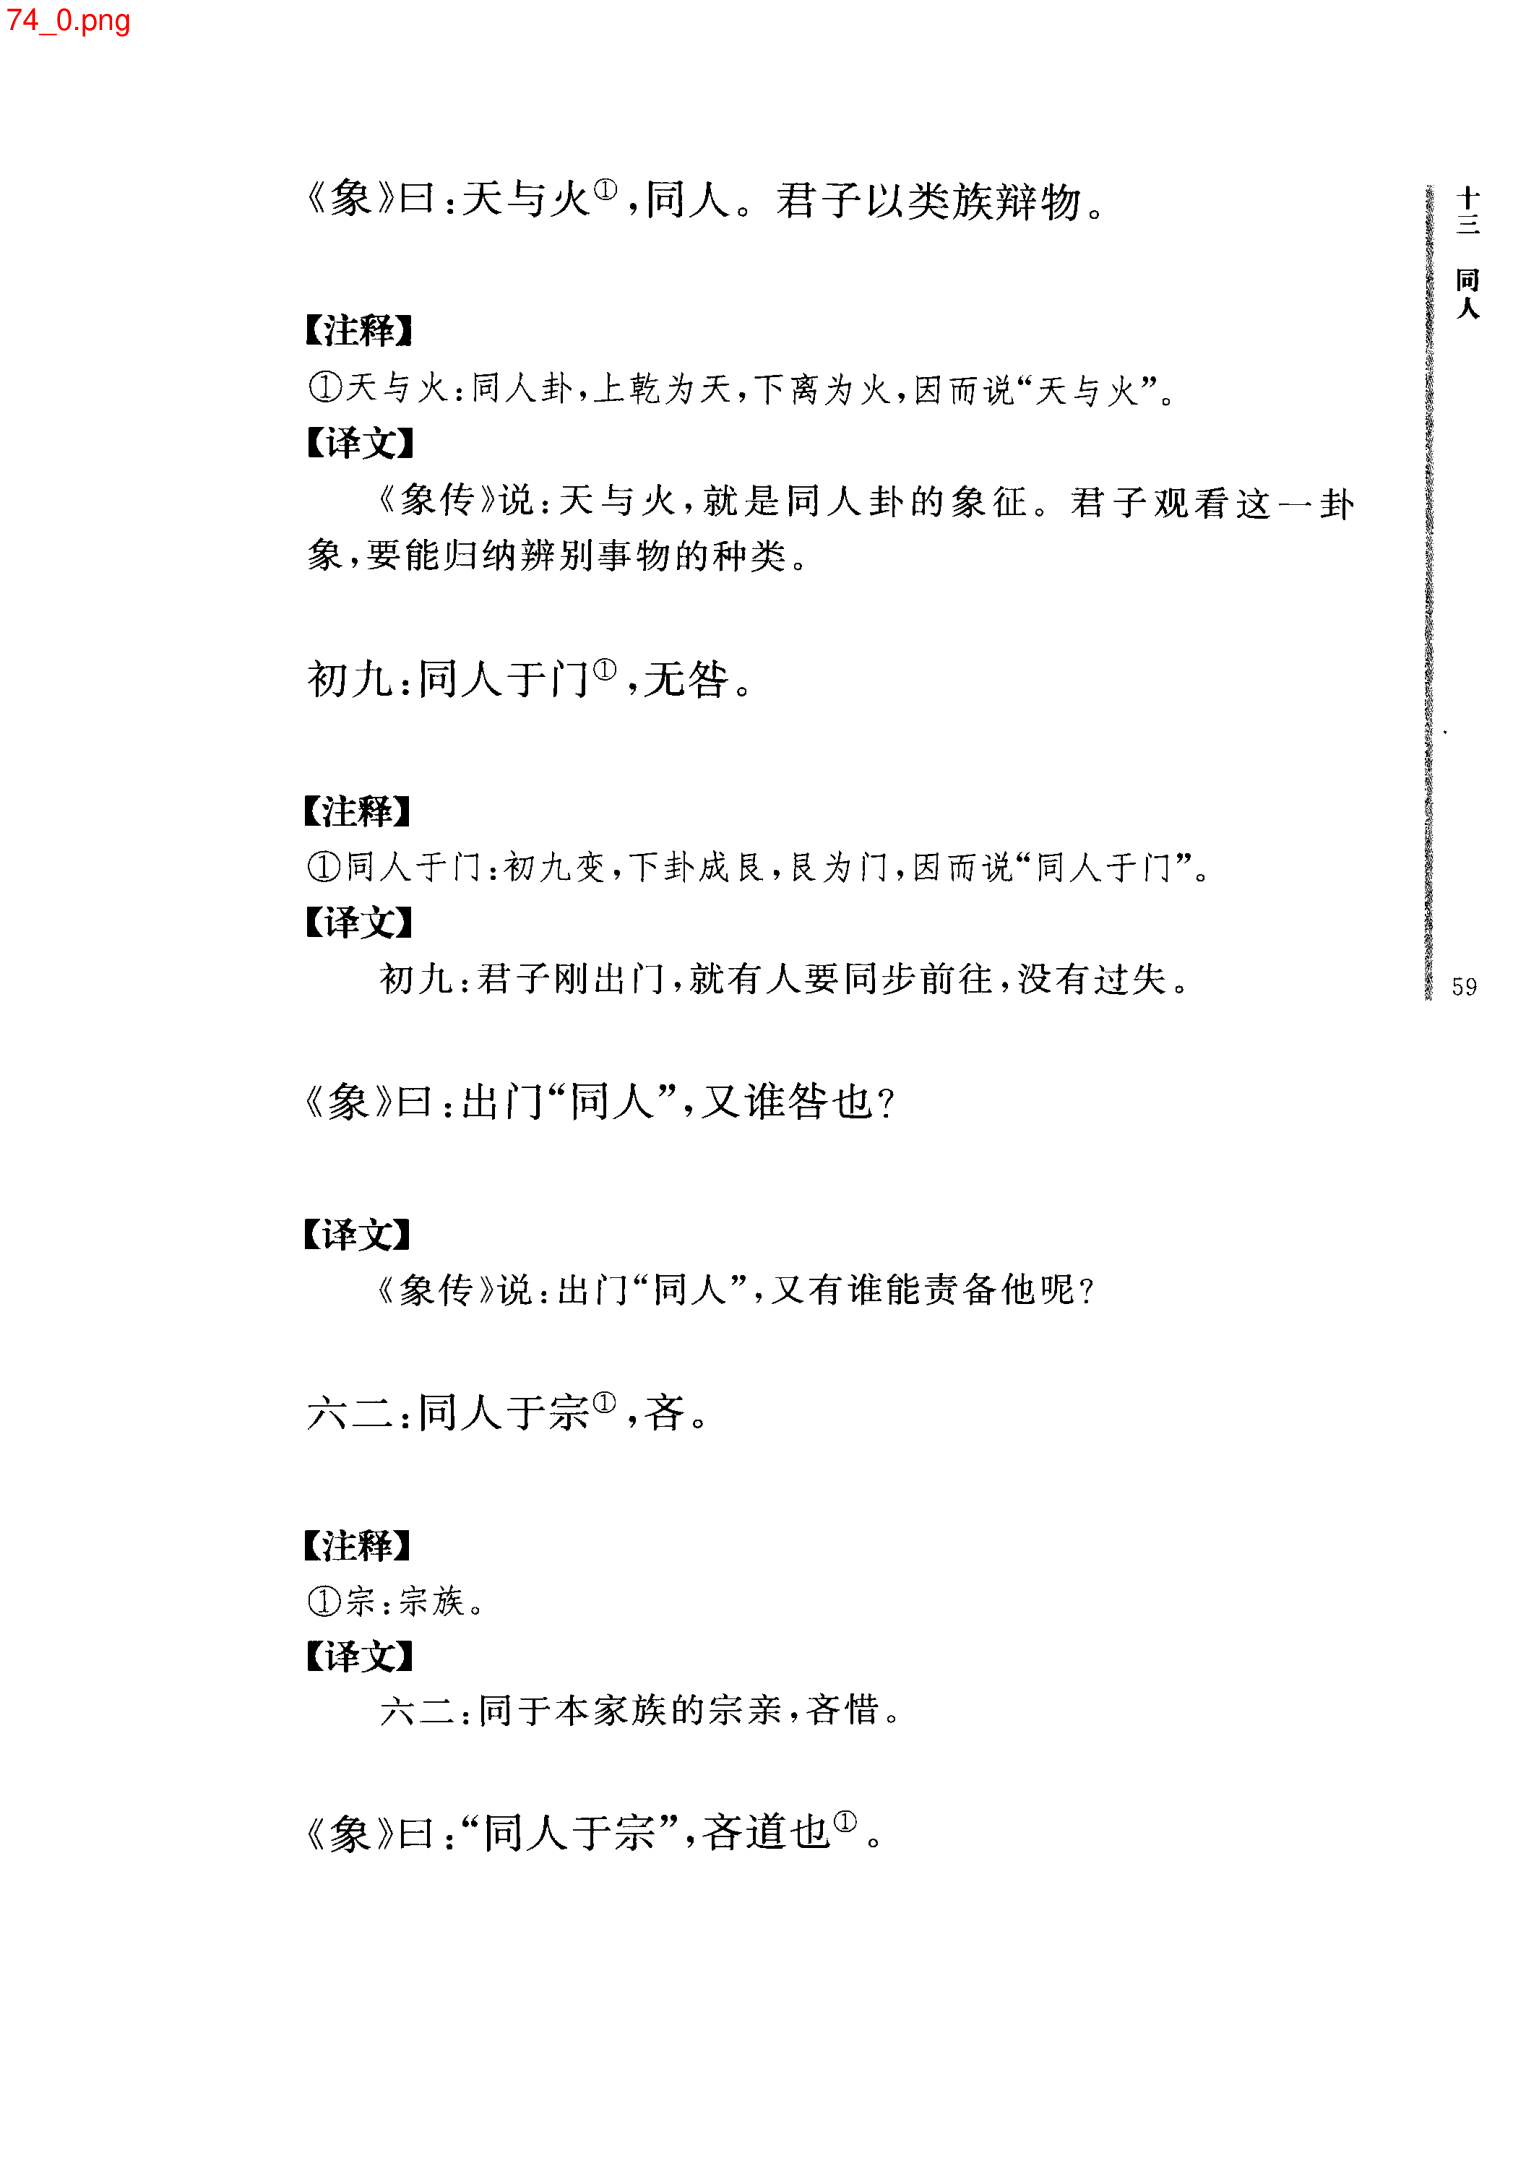 74_0.png
《象》曰:天与火①,同人。君子以类族辩物。
【注释】
①天与火:同人卦,上乾为天,下离为火,因而说“天与火”。
【译文】
《象传》说:天与火,就是同人卦的象征。君子观看这一卦
象,要能归纳辨别事物的种类。
初九:同人于门①,无咎。
【注释】
①同人于门:初九变,下卦成艮,艮为门,因而说“同人于门”。
【译文】
初九:君子刚出门,就有人要同步前往,没有过失。
《象》曰:出门“同人”,又谁咎也?
【译文】
《象传》说:出门“同人”,又有谁能责备他呢?
六二:同人于宗①,吝。
【注释】
①宗:宗族。
【译文】
六二:同于本家族的宗亲,吝惜。
《象》曰:“同人于宗”,吝道也①。
十三 同人
59